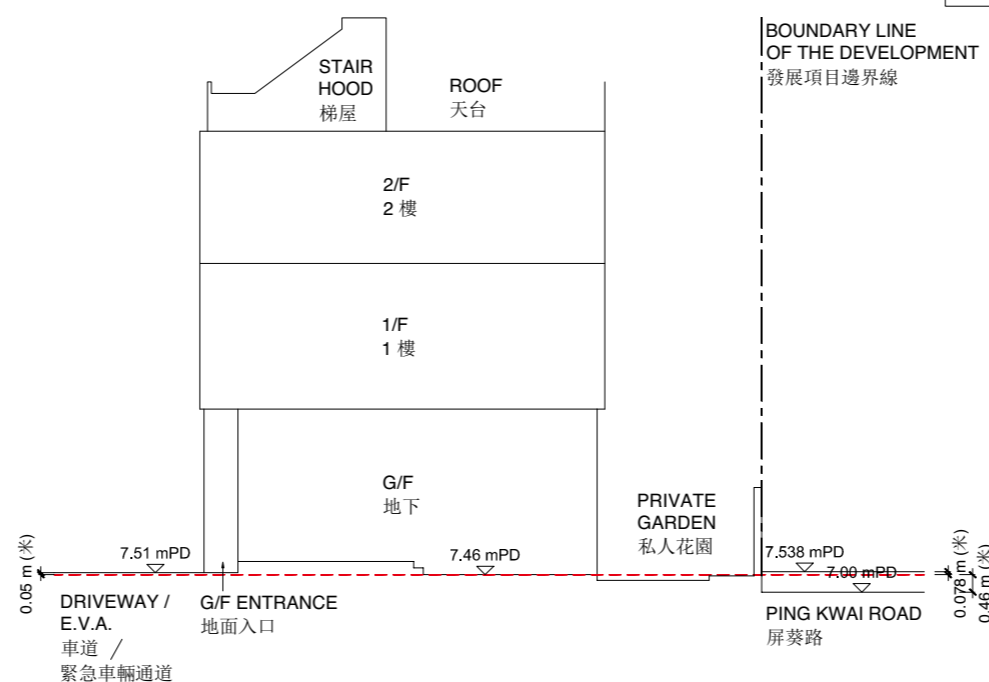 BOUNDARY LINE
OF THE DEVELOPMENT
發展項目邊界線
STAIR
HOOD
梯屋
ROOF
天台
2/F
2 樓
1/F
1 樓
G/F
地下
PRIVATE
GARDEN
私人花園
7.51 mPD
7.46 mPD
7.538 mPD
7.00 mPD
0.05 m (米)
0.078 m (米)
0.46 m (米)
DRIVEWAY /
E.V.A.
車道 /
緊急車輛通道
G/F ENTRANCE
地面入口
PING KWAI ROAD
屏葵路